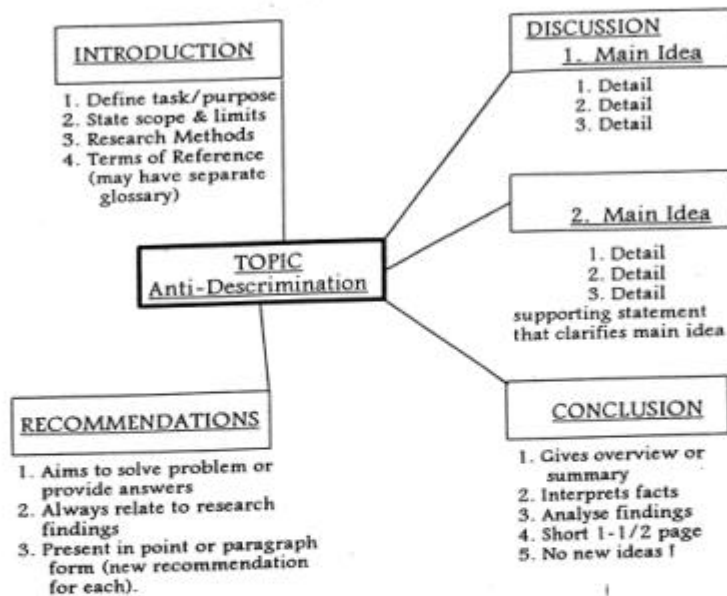 INTRODUCTION
1. Define task/purpose
2. State scope & limits
3. Research Methods
4. Terms of Reference
(may have separate
glossary)
DISCUSSION
1. Main Idea
1. Detail
2. Detail
3. Detail
2. Main Idea
1. Detail
2. Detail
3. Detail
supporting statement
that clarifies main idea
TOPIC
Anti-Descrimination
RECOMMENDATIONS
1. Aims to solve problem or
provide answers
2. Always relate to research
findings
3. Present in point or paragraph
form (new recommendation
for each).
CONCLUSION
1. Gives overview or
summary
2. Interprets facts
3. Analyse findings
4. Short 1-1/2 page
5. No new ideas !